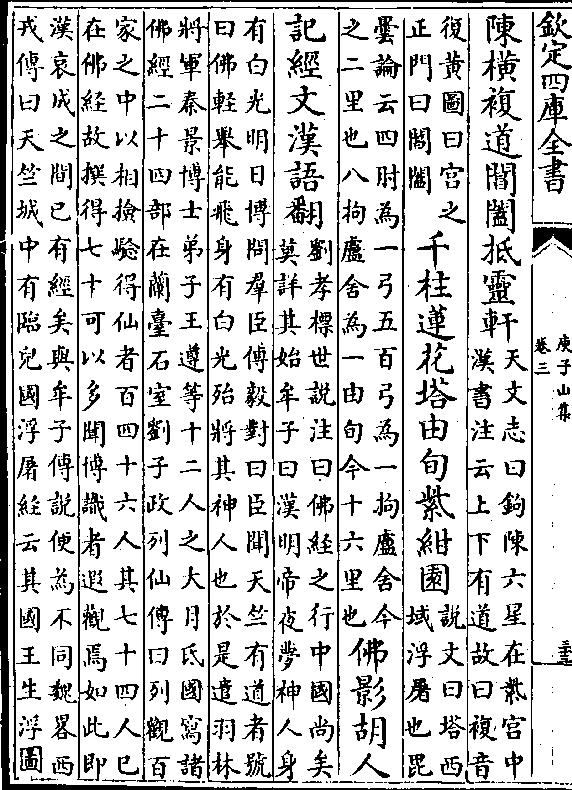 欽定四庫全書
庾子山集
卷三
陳橫複道閶闔抵靈軒
天文志曰鉤陳六星在紫宮中
漢書注云上下有道故曰複音
復黄圖曰宫之
正門曰閶闔
千柱蓮花塔由旬紫紺園
說文曰塔西
域浮屠也毘
曇論云四肘為一弓五百弓為一拘盧舍今
之二里也八拘盧舍為一由旬今十六里也
佛影胡人
記經文漢語翻
劉孝標世說注曰佛經之行中國尚矣
莫詳其始牟子曰漢明帝夜夢神人身
有白光明日博問羣臣傅毅對曰臣聞天竺有道者號
曰佛軽舉能飛身有白光殆將其神人也於是遣羽林
將軍秦景博士弟子王遵等十二人之大月氏國寫諸
佛經二十四部在蘭臺石室劉子政列仙傳曰列觀百
家之中以相撿驗得仙者百四十六人其七十四人已
在佛經故撰得七十可以多聞博識者遐觀焉如此即
漢哀成之間已有經矣與牟子傳說便為不同魏畧西
戎傳曰天竺城中有臨兒國浮屠經云其國王生浮圖